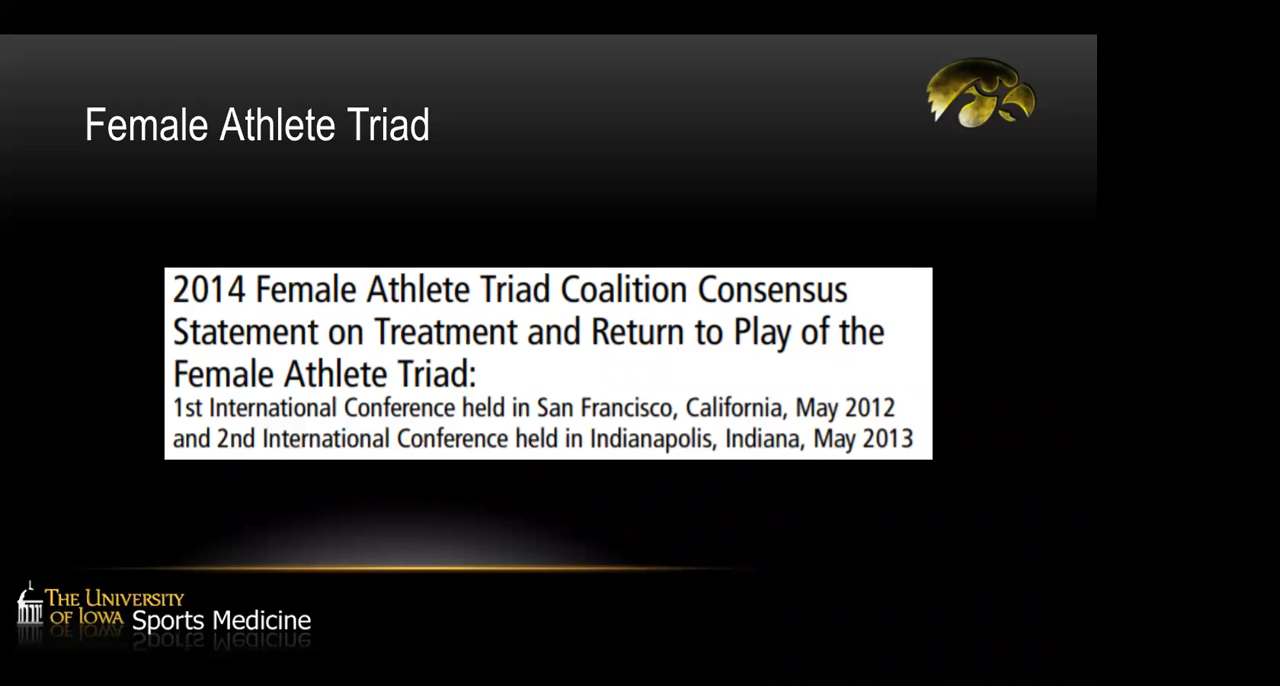 Female Athlete Triad
2014 Female Athlete Triad Coalition Consensus
Statement on Treatment and Return to Play of the
Female Athlete Triad:
1st International Conference held in San Francisco, California, May 2012
and 2nd International Conference held in Indianapolis, Indiana, May 2013
THE UNIVERSITY
OF IOWA Sports Medicine